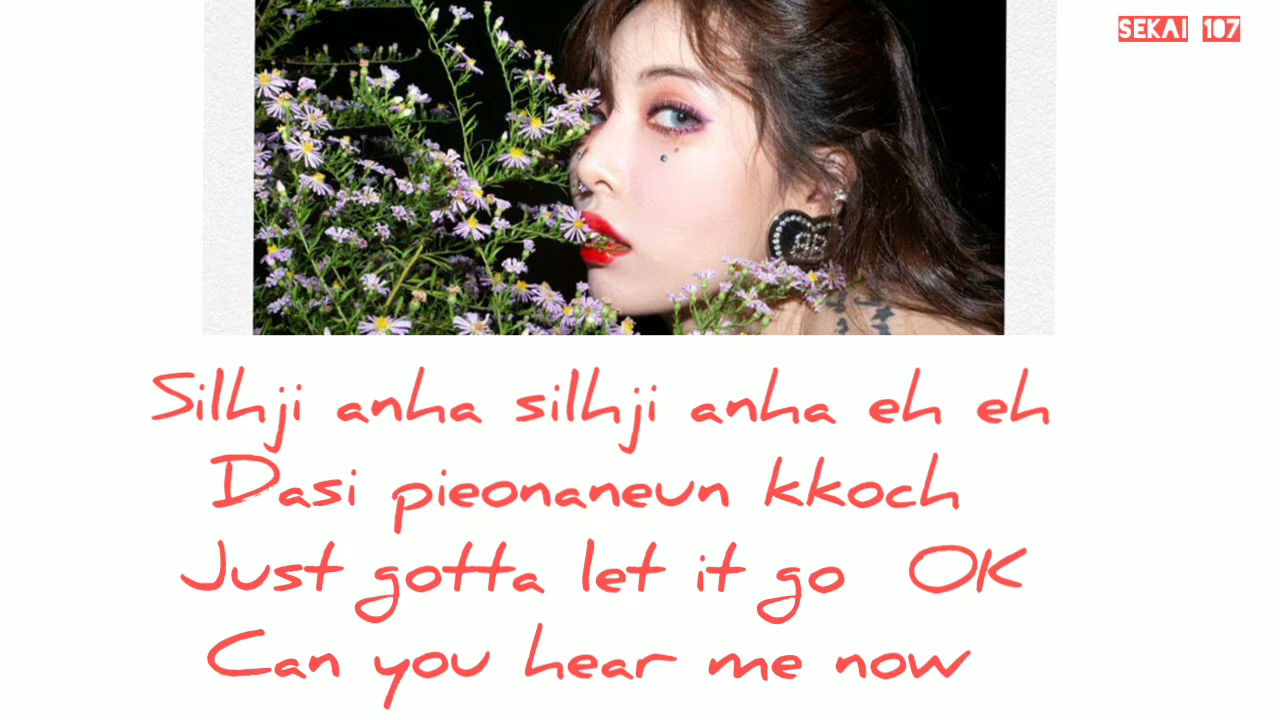 SEKAI 107
Silhji anha silhji anha eh eh
Dasi pieonaneun kkoch
Just gotta let it go OK
Can you hear me now